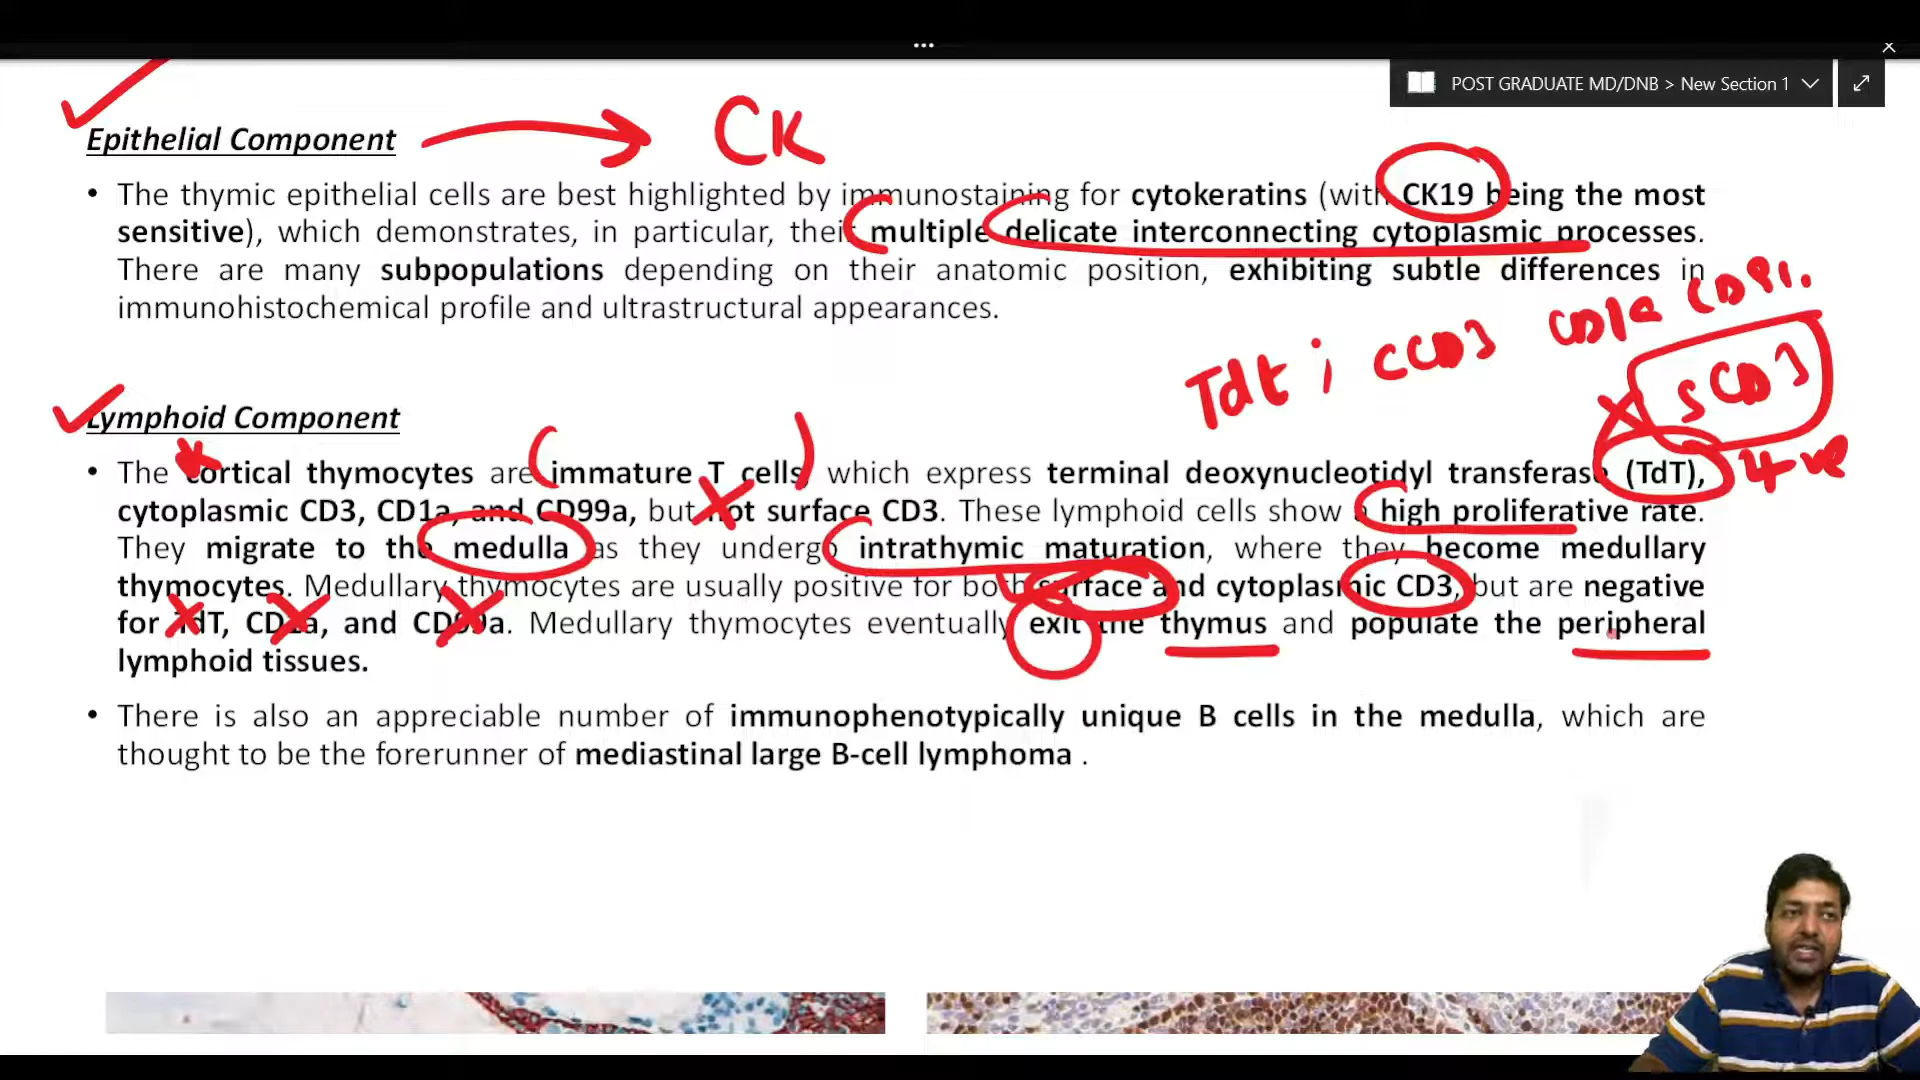 POST GRADUATE MD/DNB > New Section 1
Epithelial Component
CK
• The thymic epithelial cells are best highlighted by immunostaining for cytokeratins (with CK19 being the most
sensitive), which demonstrates, in particular, their multiple delicate interconnecting cytoplasmic processes.
There are many subpopulations depending on their anatomic position, exhibiting subtle differences in
immunohistochemical profile and ultrastructural appearances.
Tdt ; CCD3 CD1a
sCD3
Lymphoid Component
• The cortical thymocytes are (immature T cells) which express terminal deoxynucleotidyl transferase (TdT),
+ve
cytoplasmic CD3, CD1a, and CD99a, but not surface CD3. These lymphoid cells show a high proliferative rate.
They migrate to the medulla as they undergo intrathymic maturation, where they become medullary
thymocytes. Medullary thymocytes are usually positive for both surface and cytoplasmic CD3, but are negative
for TdT, CD1a, and CD99a. Medullary thymocytes eventually exit the thymus and populate the peripheral
lymphoid tissues.
• There is also an appreciable number of immunophenotypically unique B cells in the medulla, which are
thought to be the forerunner of mediastinal large B-cell lymphoma .